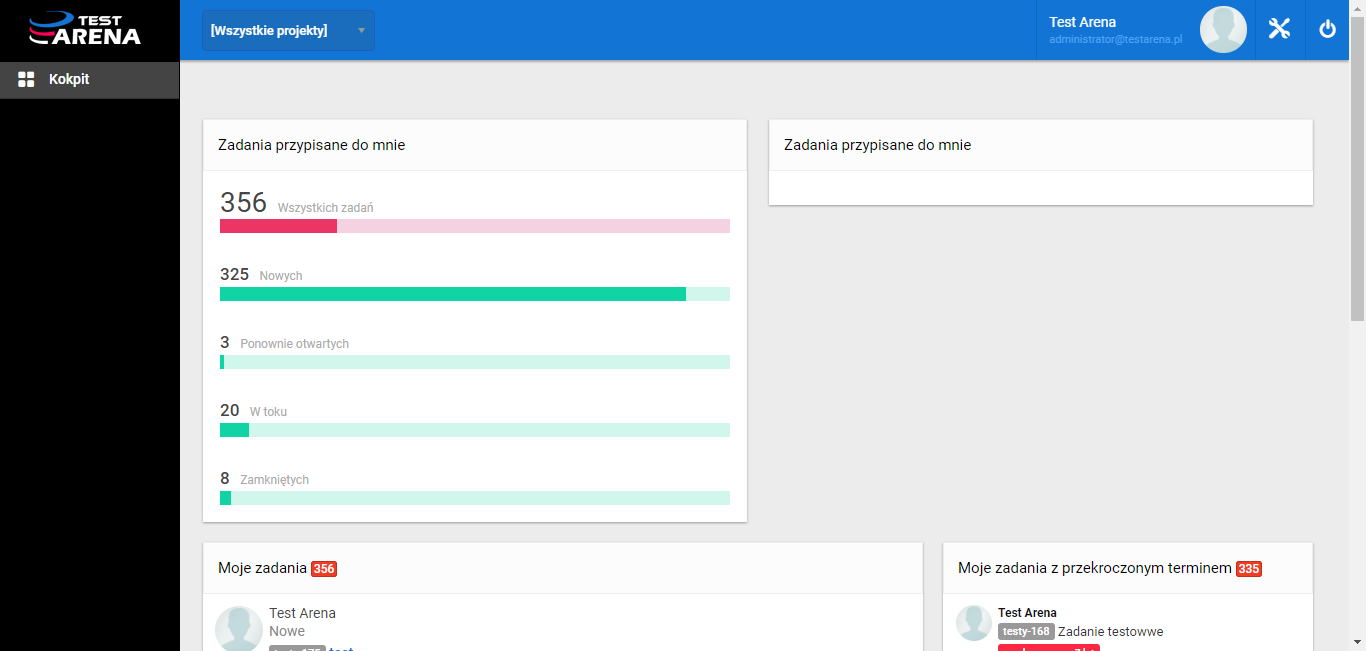 TEST
ARENA
[Wszystkie projekty]
Test Arena
administrator@testarena.pl
Kokpit
Zadania przypisane do mnie
356 Wszystkich zadań
325 Nowych
3 Ponownie otwartych
20 W toku
8 Zamkniętych
Zadania przypisane do mnie
Moje zadania 356
Test Arena
Nowe
test
Moje zadania z przekroczonym terminem 335
Test Arena
testy-168 Zadanie testowwe